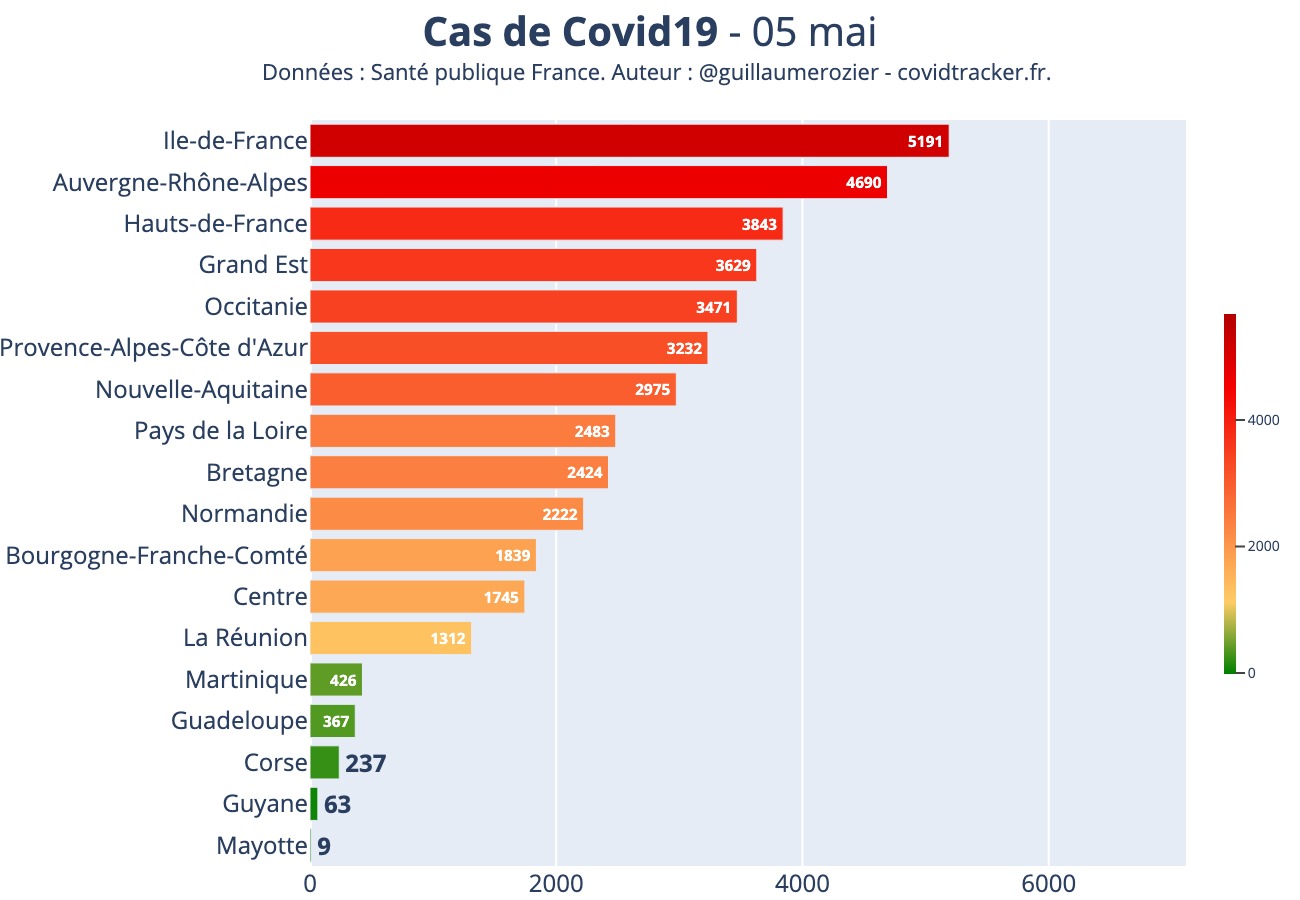 Cas de Covid19 - 05 mai
Données : Santé publique France. Auteur : @guillaumerozier - covidtracker.fr.
Ile-de-France 5191
Auvergne-Rhône-Alpes 4690
Hauts-de-France 3843
Grand Est 3629
Occitanie 3471
Provence-Alpes-Côte d'Azur 3232
Nouvelle-Aquitaine 2975
Pays de la Loire 2483
Bretagne 2424
Normandie 2222
Bourgogne-Franche-Comté 1839
Centre 1745
La Réunion 1312
Martinique 426
Guadeloupe 367
Corse 237
Guyane 63
Mayotte 9
0 2000 4000 6000
4000
2000
0